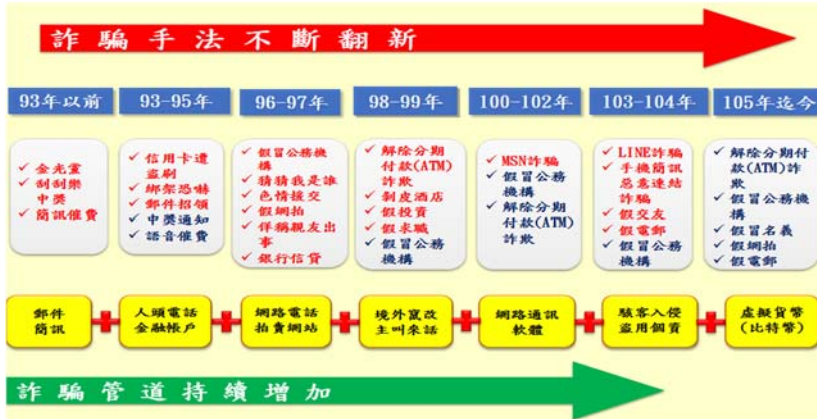 詐騙手法不斷翻新
93年以前
93-95年
96-97年
98-99年
100-102年
103-104年
105年迄今
✓ 金光黨
✓ 刮刮樂
中獎
✓ 簡訊催費
✓ 信用卡遭
盜刷
✓ 綁架恐嚇
✓ 郵件招領
✓ 中獎通知
✓ 語音催費
✓ 假冒公務機
構
✓ 猜猜我是誰
✓ 色情援交
✓ 假網拍
✓ 佯稱親友出
事
✓ 銀行信貸
✓ 解除分期
付款(ATM)
詐欺
✓ 剝皮酒店
✓ 假投資
✓ 假求職
✓ 假冒公務
機構
✓ MSN詐騙
✓ 假冒公務
機構
✓ 解除分期
付款(ATM)
詐欺
✓ LINE詐騙
✓ 手機簡訊
惡意連結
詐騙
✓ 假交友
✓ 假電郵
✓ 假冒公務
機構
✓ 解除分期付
款(ATM)詐
欺
✓ 假冒公務機
構
✓ 假冒名義
✓ 假網拍
✓ 假電郵
郵件
簡訊
人頭電話
金融帳戶
網路電話
拍賣網站
境外竄改
主叫來話
網路通訊
軟體
駭客入侵
盜用個資
虛擬貨幣
(比特幣)
詐騙管道持續增加